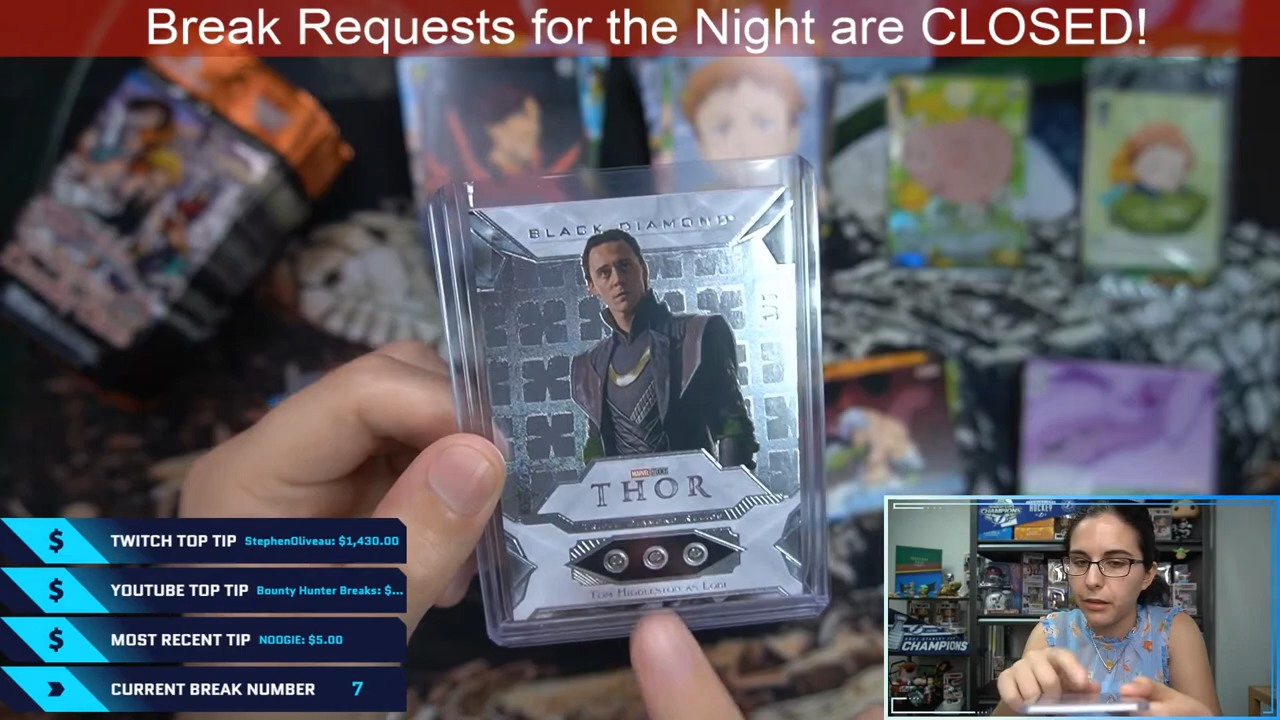 Break Requests for the Night are CLOSED!
BLACK DIAMOND
MARVEL STUDIOS
THOR
TOM HIDDLESTON AS LOKI
TWITCH TOP TIP StephenOliveau: $1,430.00
YOUTUBE TOP TIP Bounty Hunter Breaks: $...
MOST RECENT TIP NOOGIE: $5.00
CURRENT BREAK NUMBER 7
CHAMPIONS
HOCKEY
CHAMPIONS